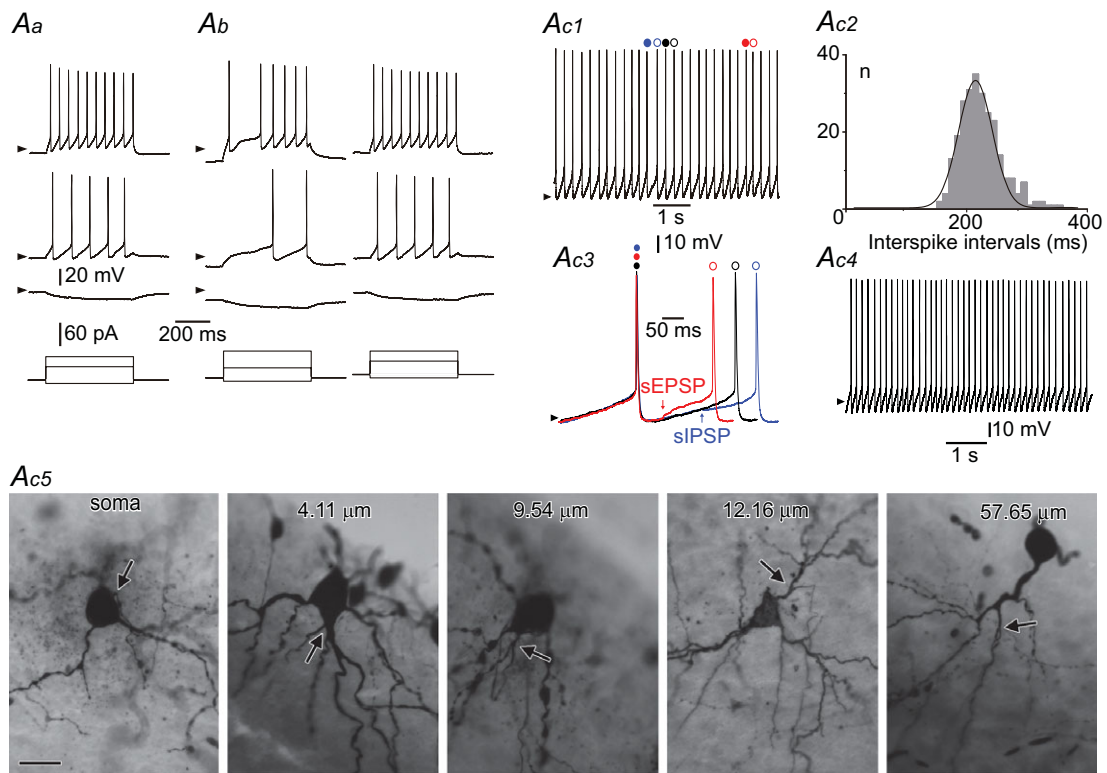 Aa
Ab
20 mV
60 pA
200 ms
Ac1
1 s
10 mV
Ac2
40
n
20
0
0
200
400
Interspike intervals (ms)
Ac3
50 ms
sEPSP
sIPSP
Ac4
10 mV
1 s
Ac5
soma
4.11 µm
9.54 µm
12.16 µm
57.65 µm